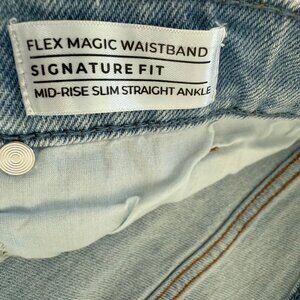 FLEX MAGIC WAISTBAND
SIGNATURE FIT
MID-RISE SLIM STRAIGHT ANKLE